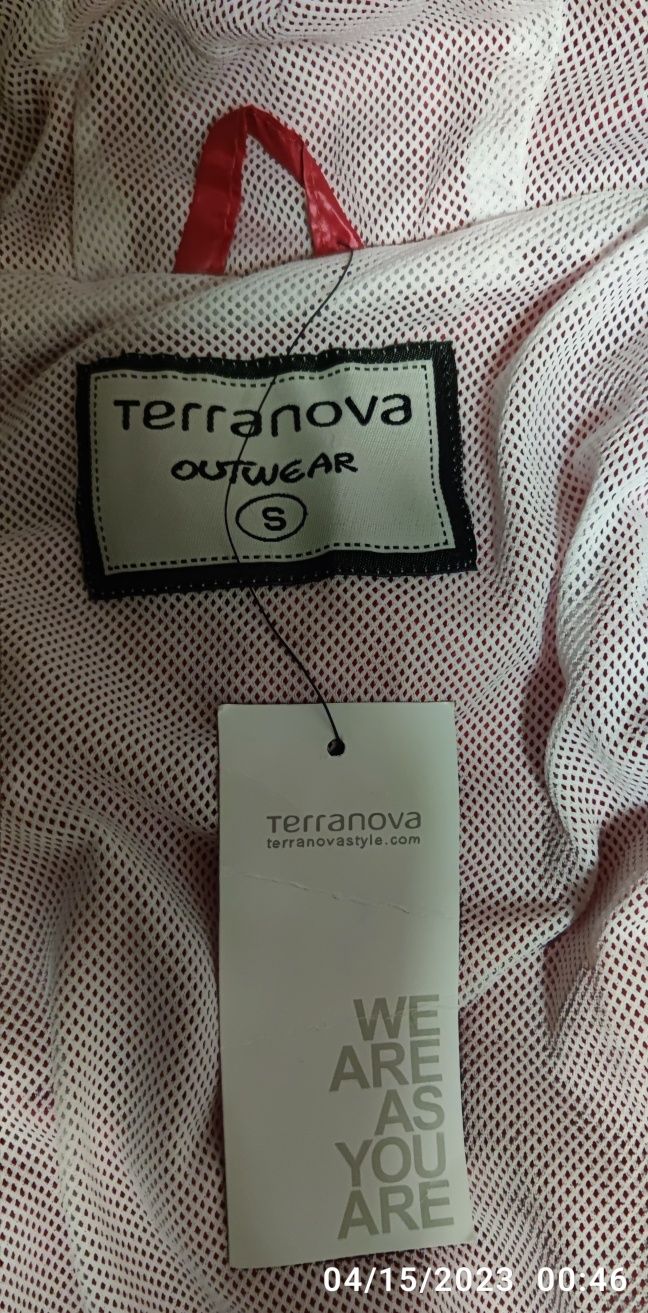 Terranova
OUTWEAR
S
Terranova
terranovastyle.com
WE
ARE
AS
YOU
ARE
04/15/2023 00:46